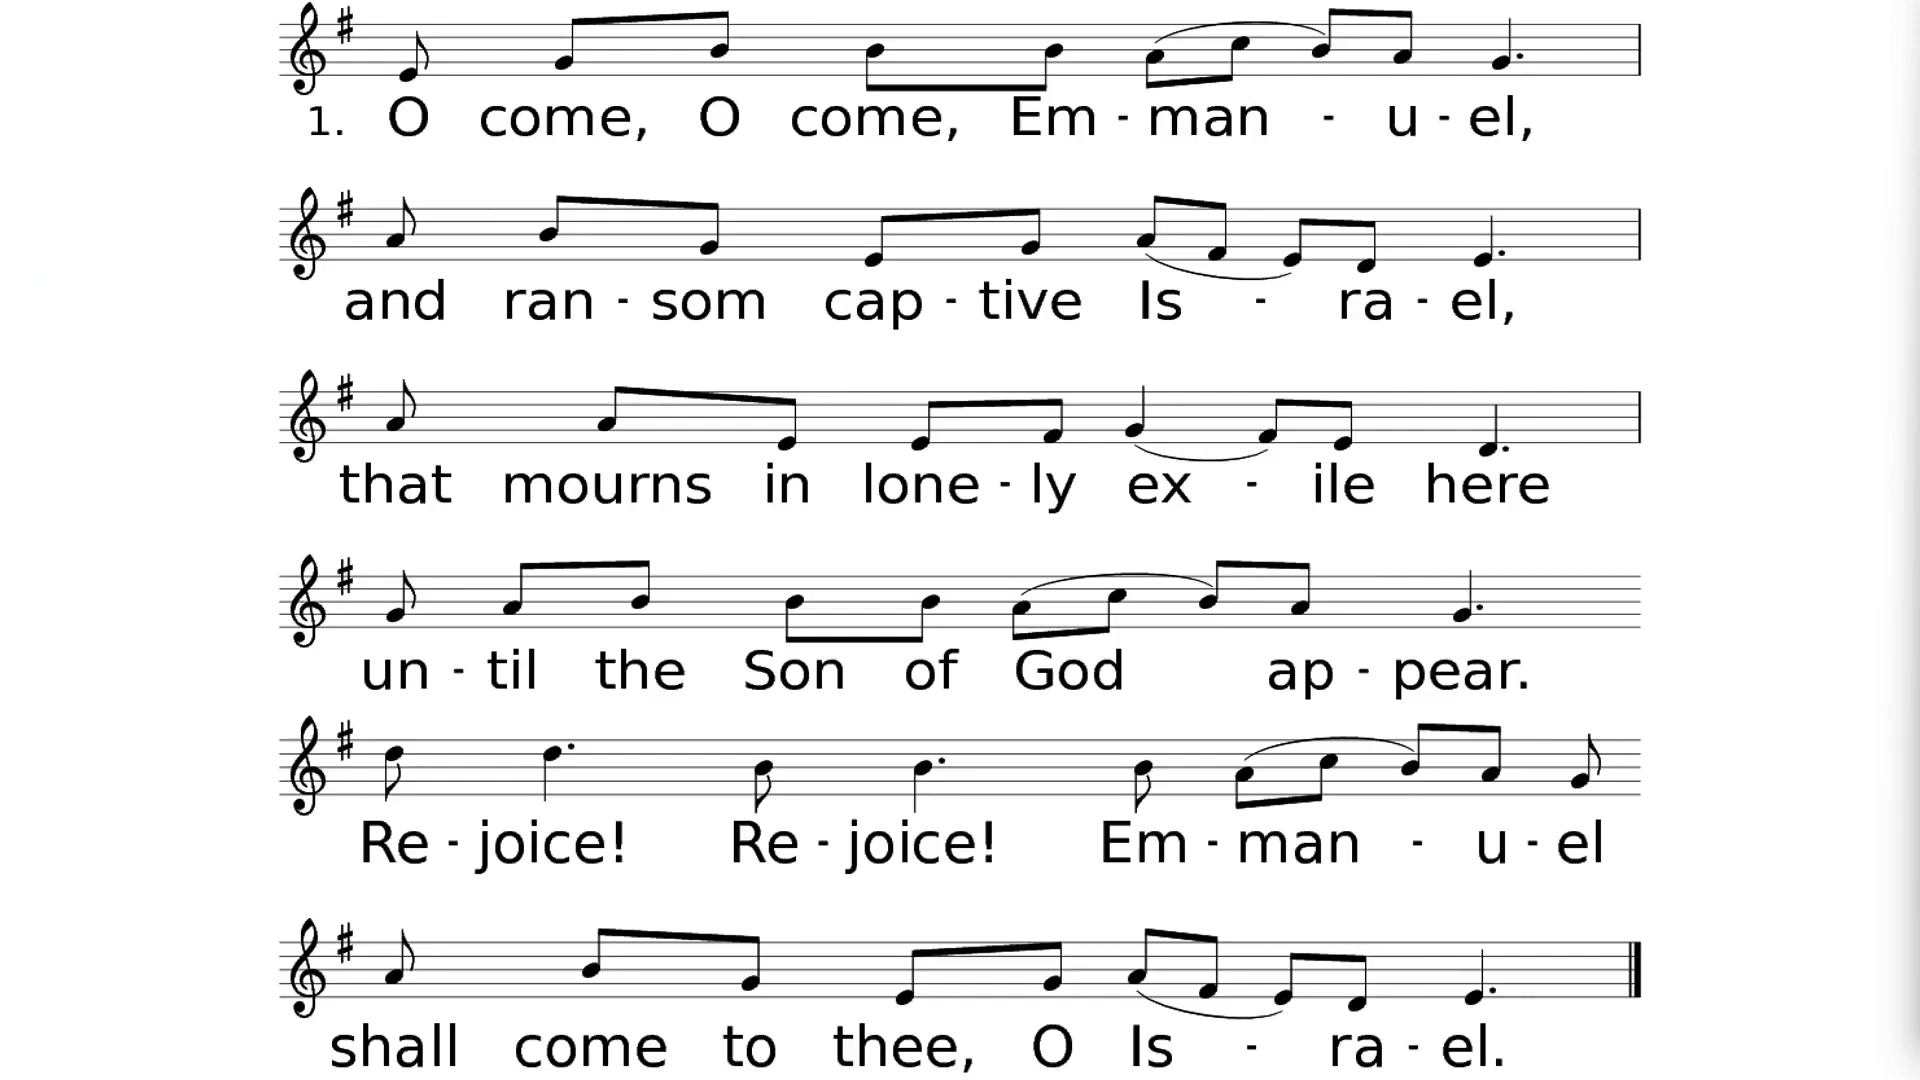 1. O come, O come, Em - man - u - el,
and ran - som cap - tive Is - ra - el,
that mourns in lone - ly ex - ile here
un - til the Son of God ap - pear.
Re - joice! Re - joice! Em - man - u - el
shall come to thee, O Is - ra - el.